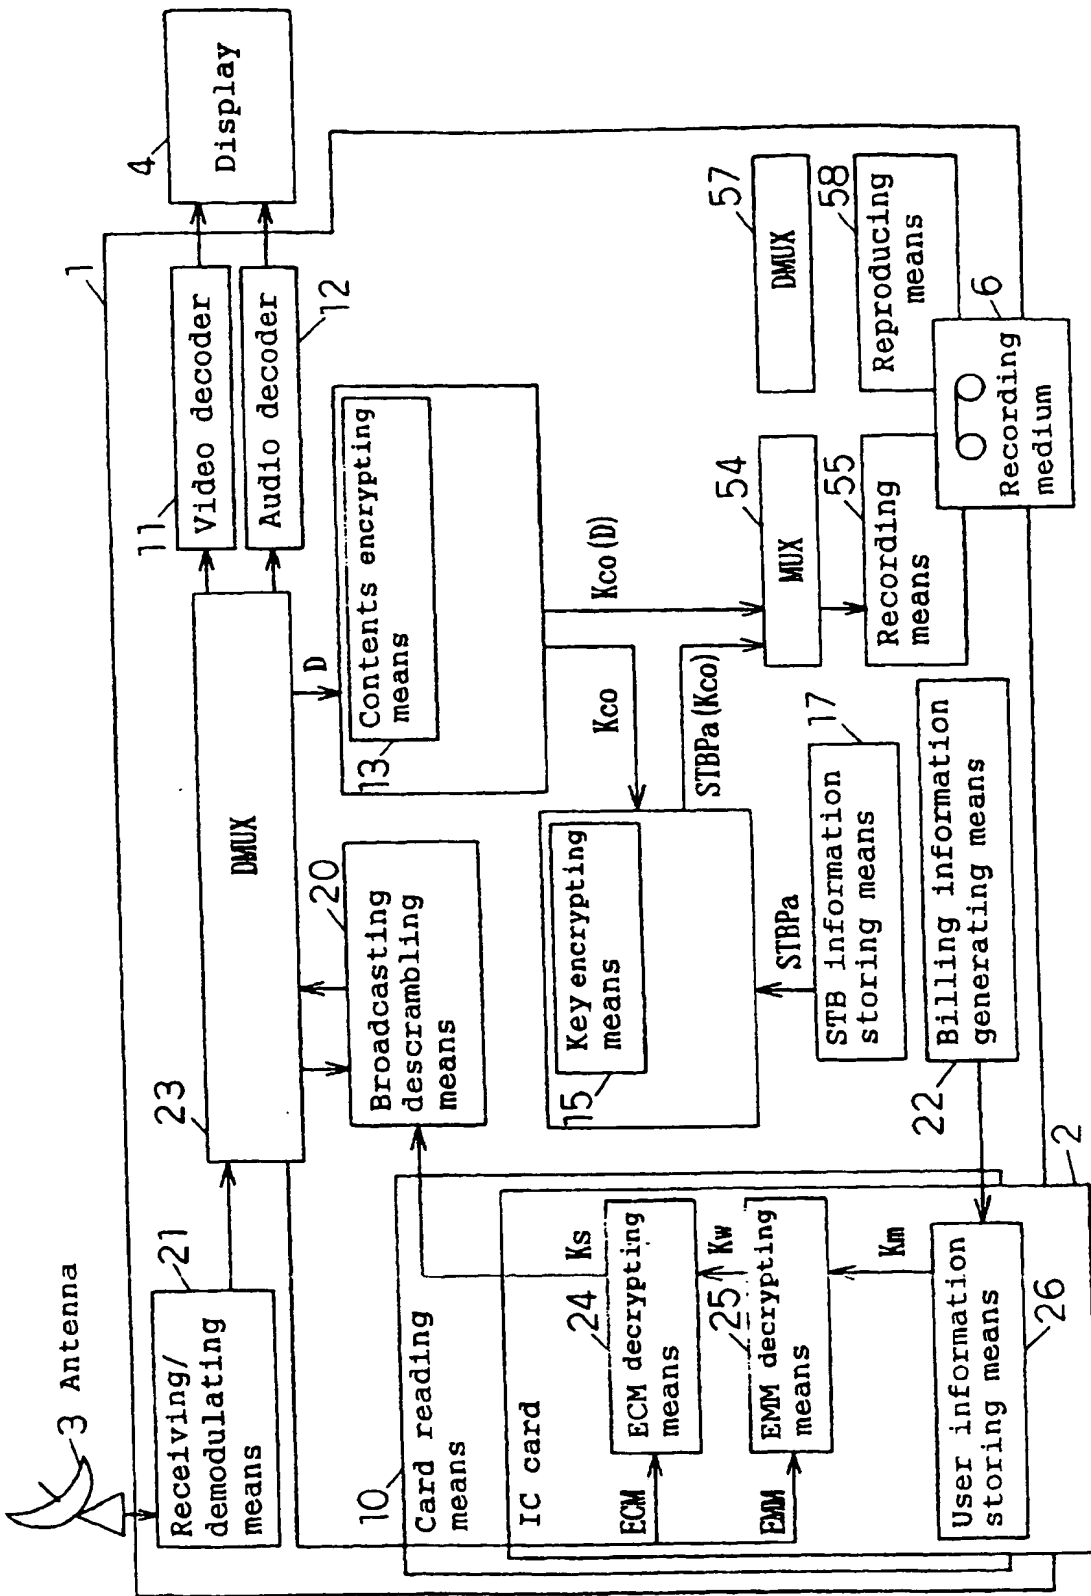 3 Antenna
21
Receiving/
demodulating
means
23
DMUX
1
11
Video decoder
12
Audio decoder
4
Display
20
Broadcasting
descrambling
means
D
13
Contents encrypting
means
10
Card reading
means
IC card
24
Ks
ECM decrypting
means
ECM
25
Kw
EMM decrypting
means
EMM
Km
User information
storing means
26
2
15
Key encrypting
means
Kco
Kco(D)
STBPa(Kco)
STBPa
17
STB information
storing means
22
Billing information
generating means
54
MUX
55
Recording
means
57
DMUX
58
Reproducing
means
6
Recording
medium